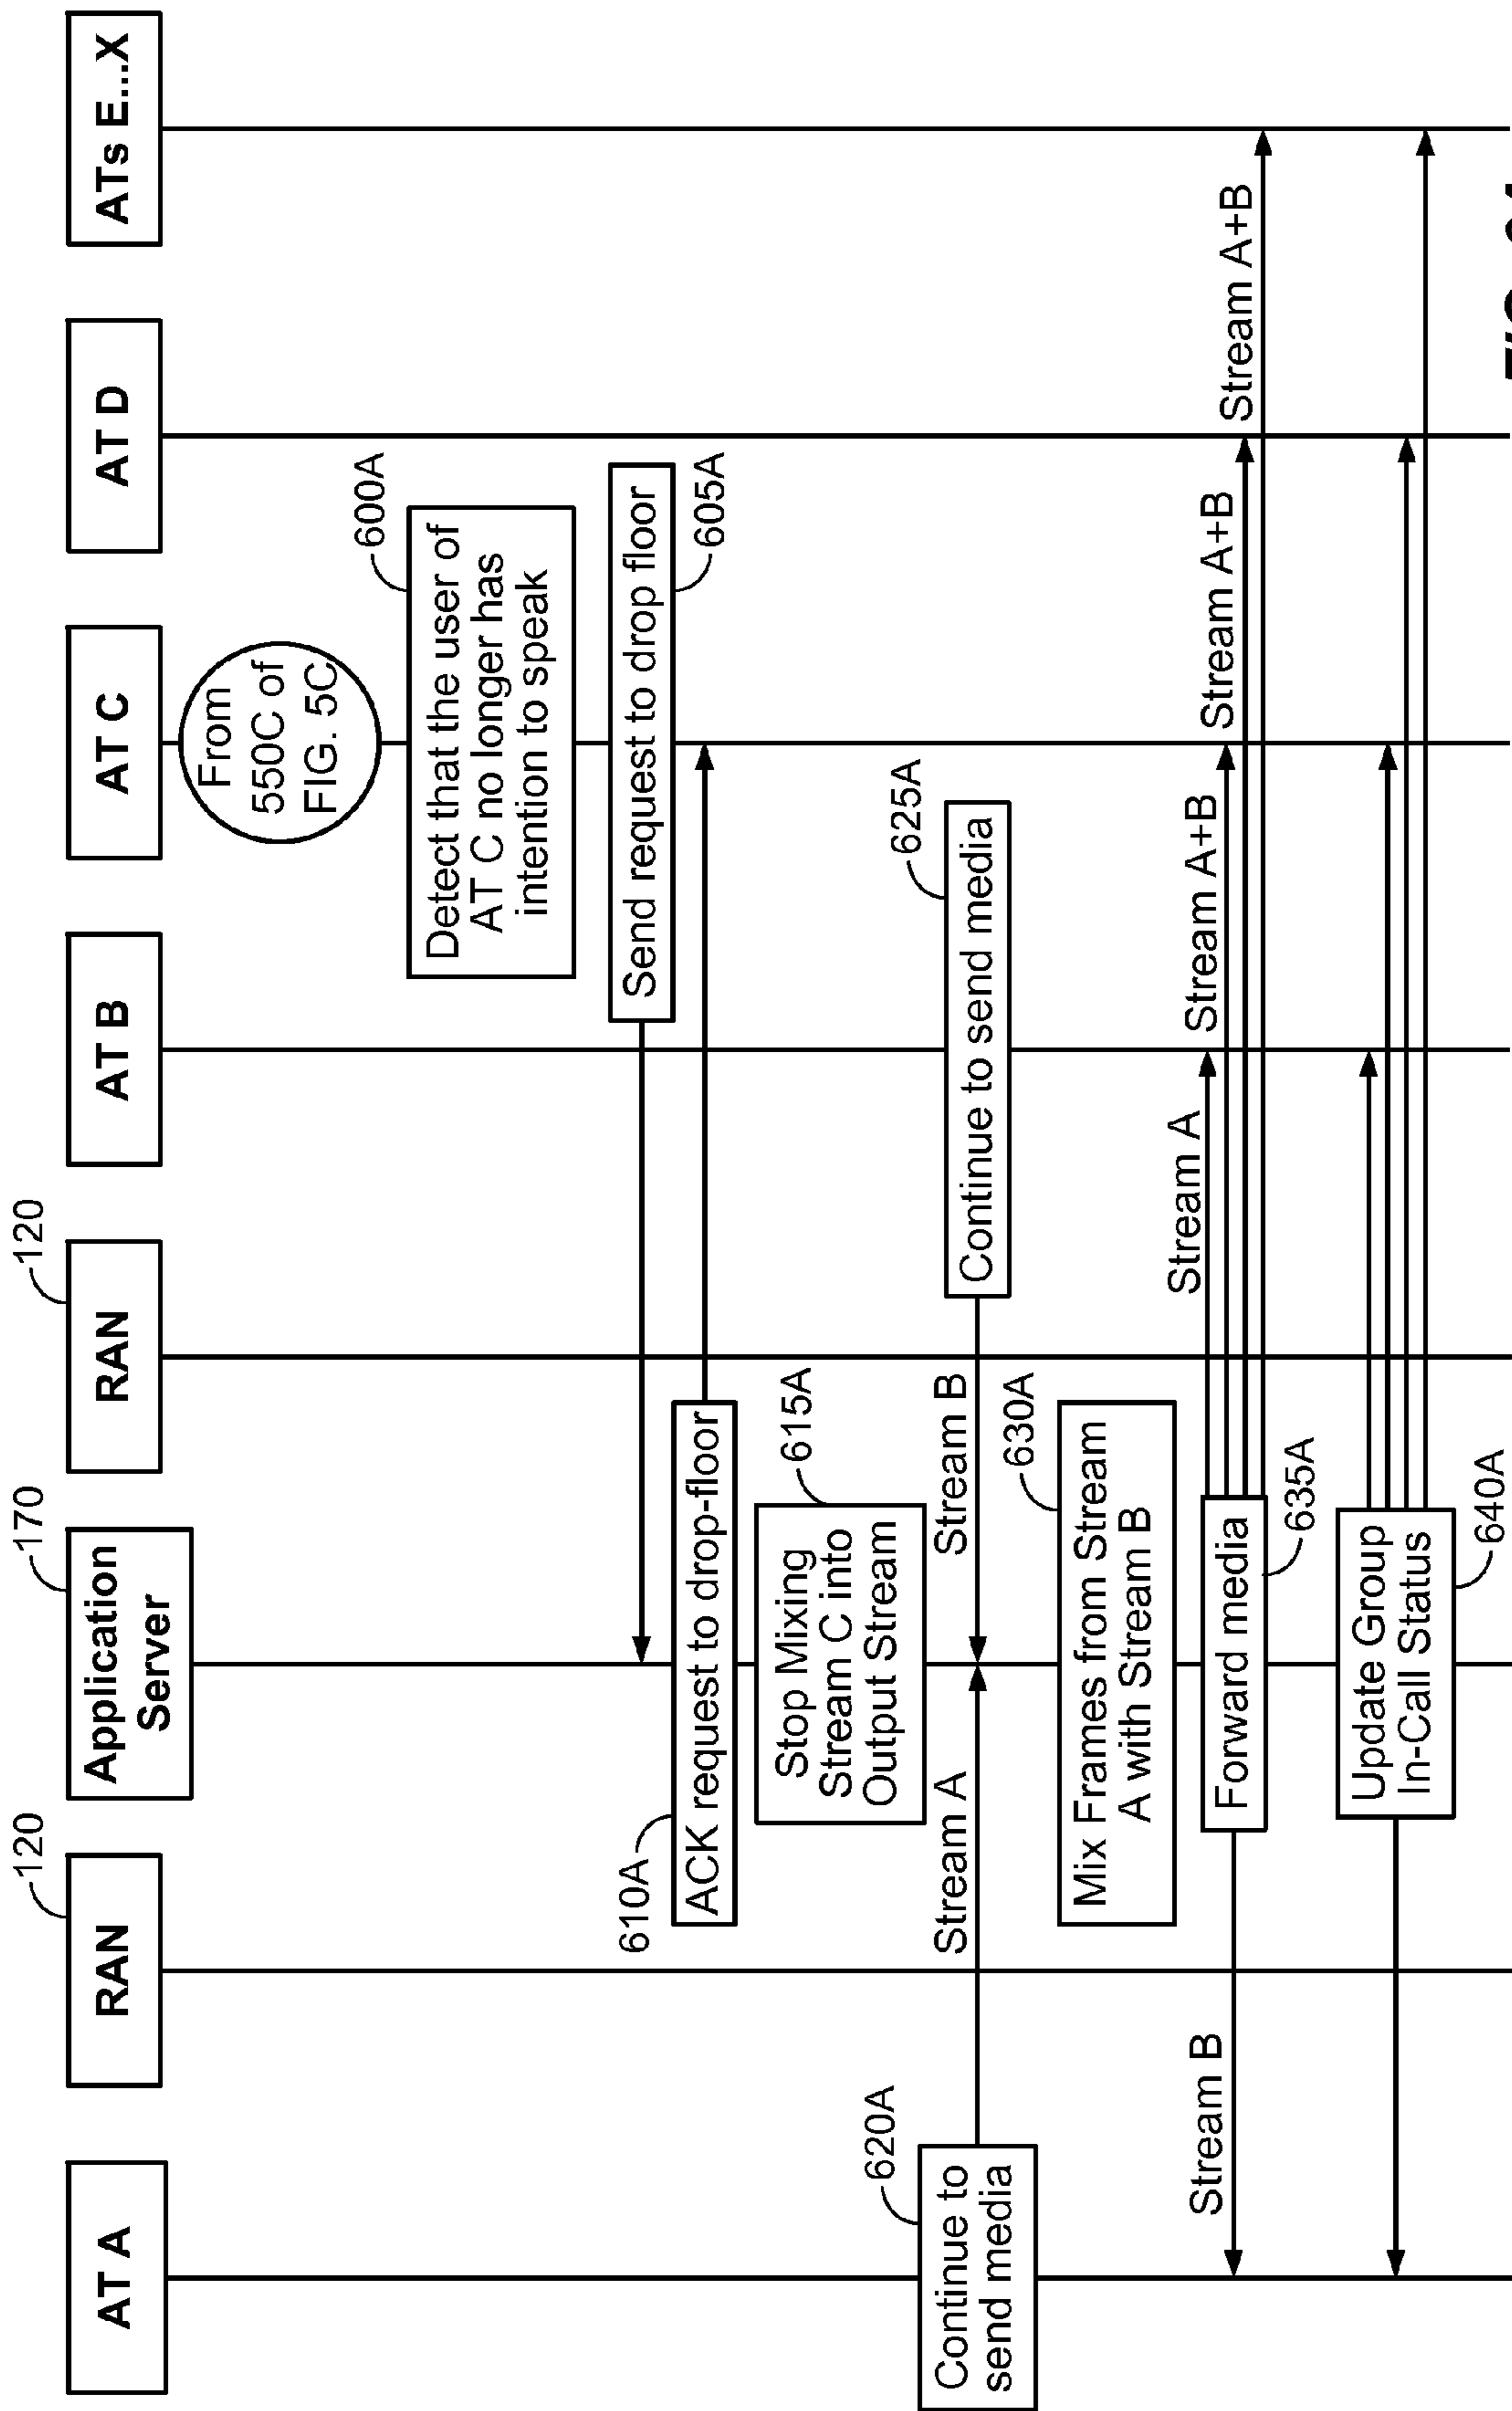 AT A
RAN
120
Application
Server
170
RAN
120
AT B
AT C
AT D
ATs E...X
From
550C of
FIG. 5C
Detect that the user of
AT C no longer has
intention to speak
600A
Send request to drop floor
605A
610A
ACK request to drop-floor
Stop Mixing
Stream C into
Output Stream
615A
Continue to
send media
620A
Stream A
Stream B
Continue to send media
625A
Mix Frames from Stream
A with Stream B
630A
Stream B
Forward media
635A
Stream A
Stream A+B
Stream A+B
Stream A+B
Update Group
In-Call Status
640A